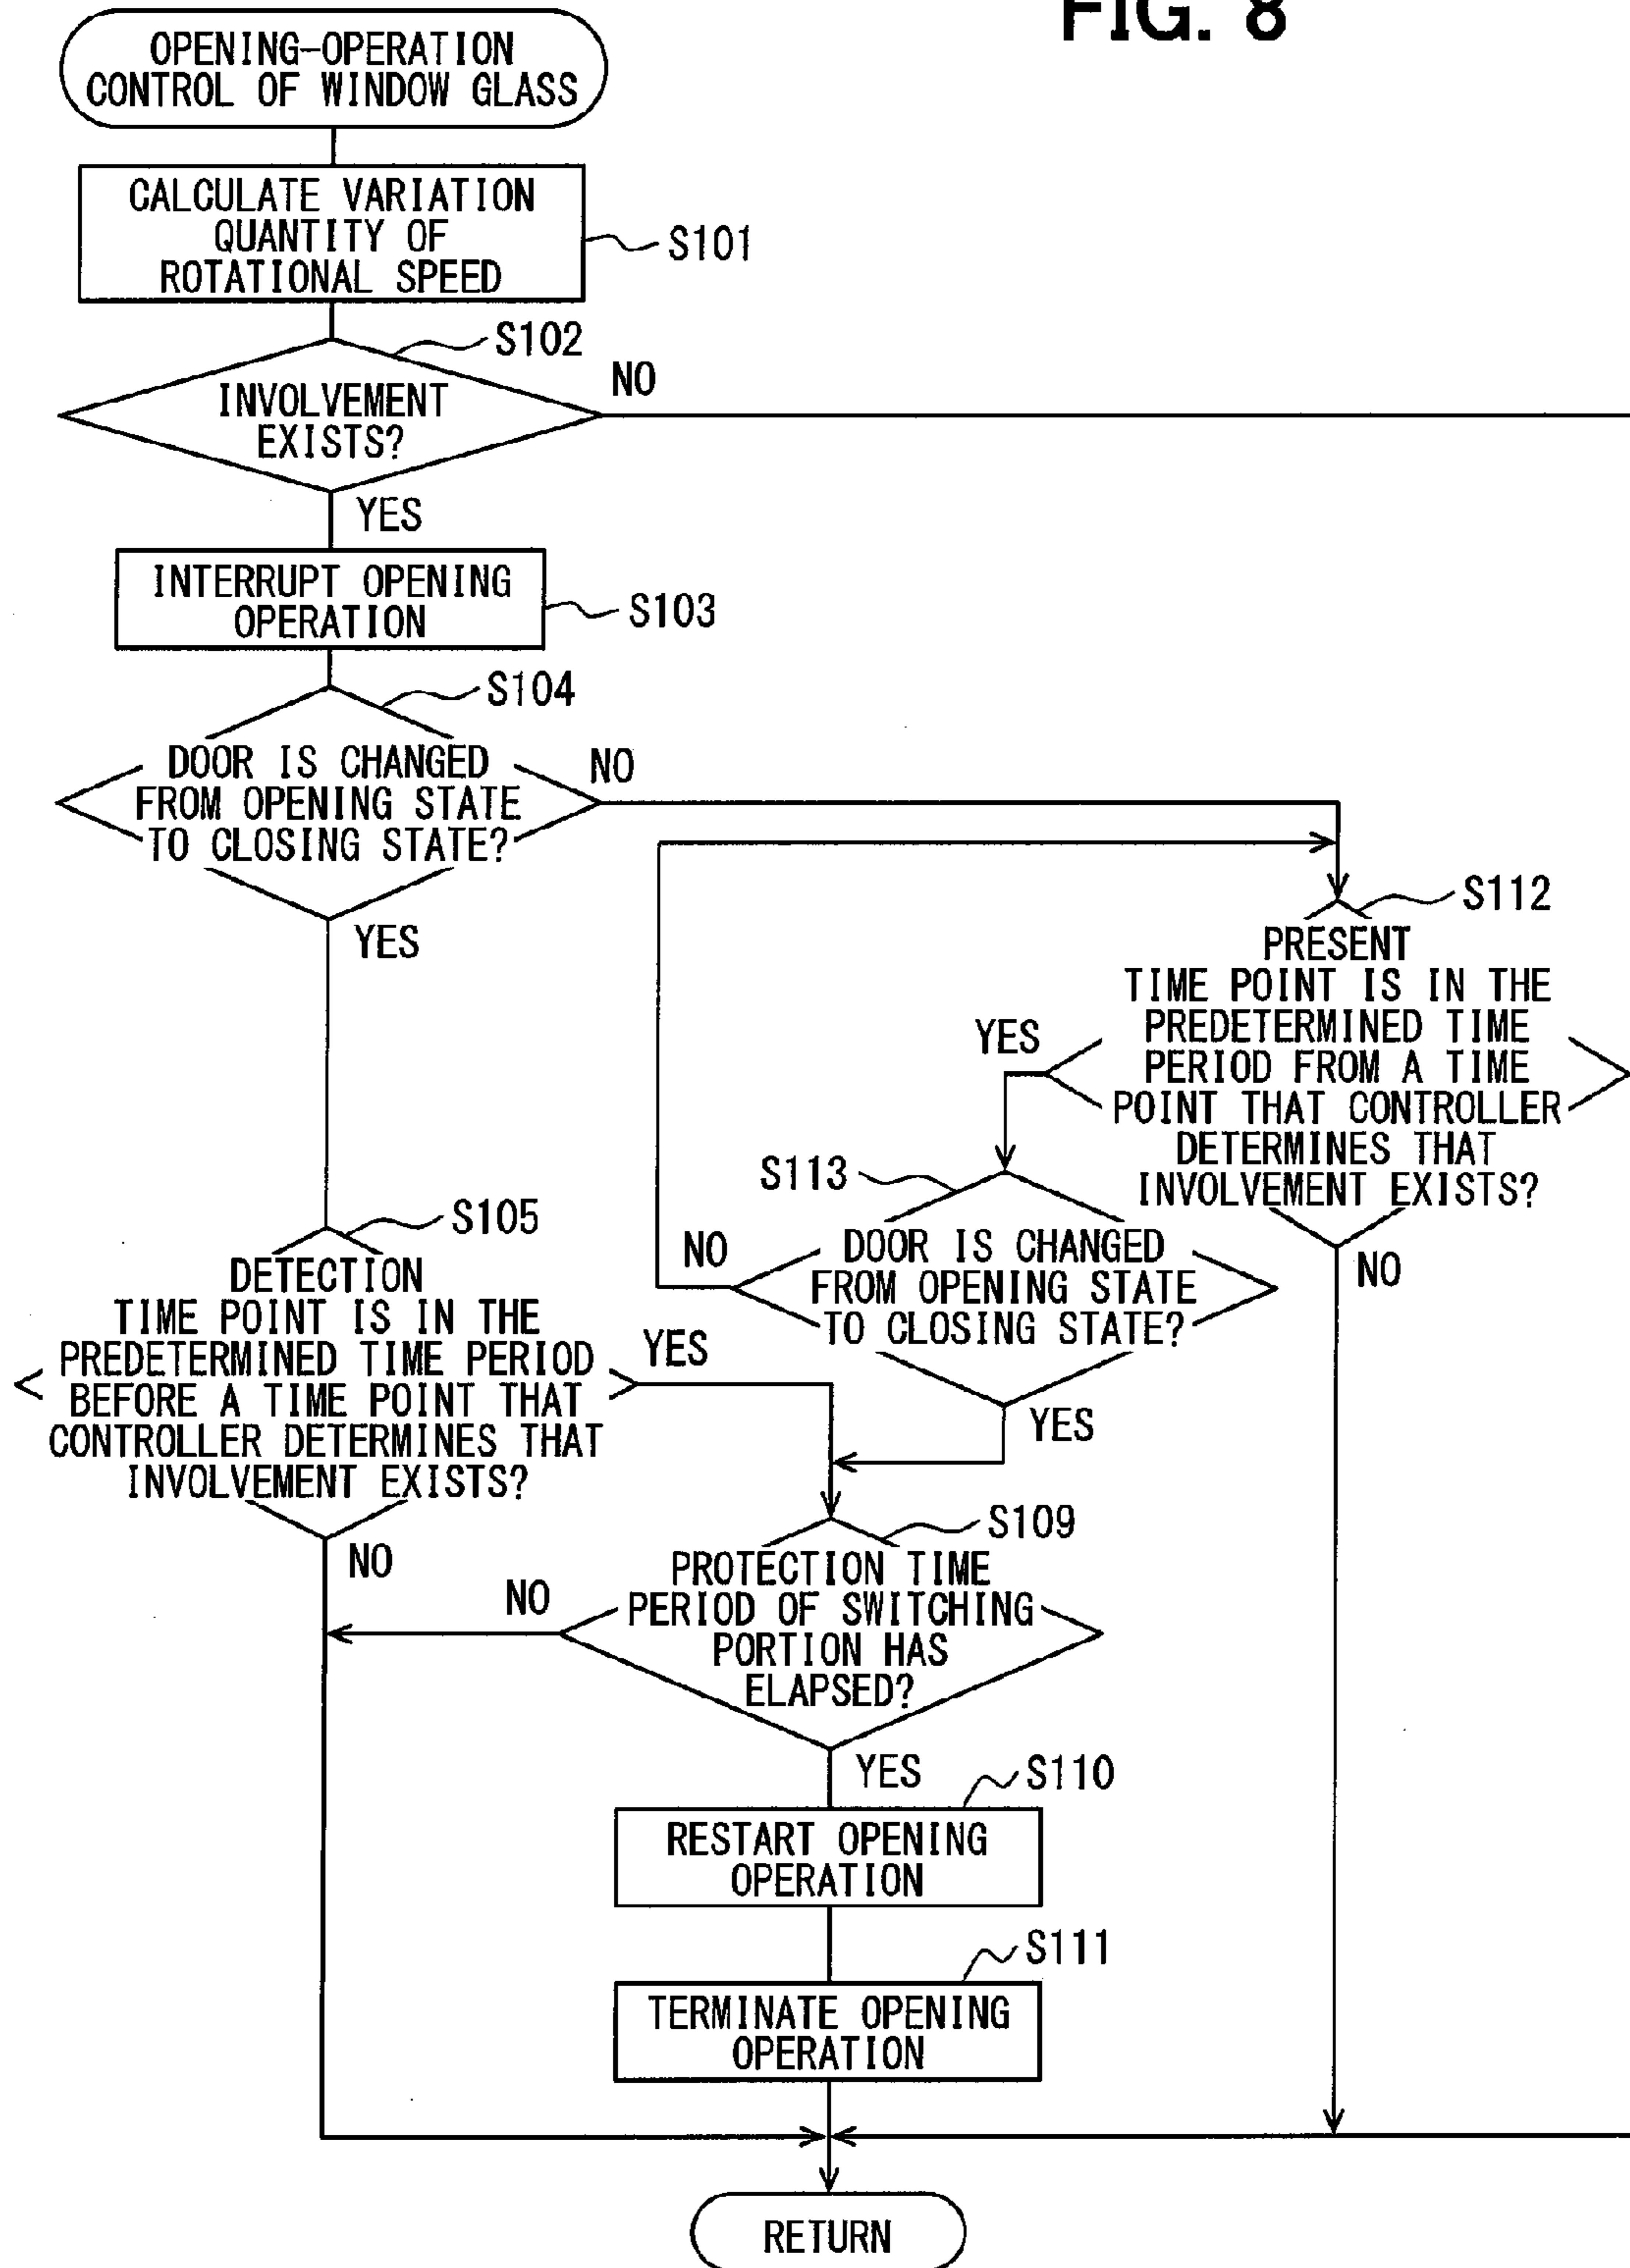 FIG. 8
OPENING-OPERATION
CONTROL OF WINDOW GLASS
CALCULATE VARIATION
QUANTITY OF
ROTATIONAL SPEED
S101
S102
INVOLVEMENT
EXISTS?
NO
YES
INTERRUPT OPENING
OPERATION
S103
S104
DOOR IS CHANGED
FROM OPENING STATE
TO CLOSING STATE?
NO
YES
S112
PRESENT
TIME POINT IS IN THE
PREDETERMINED TIME
PERIOD FROM A TIME
POINT THAT CONTROLLER
DETERMINES THAT
INVOLVEMENT EXISTS?
YES
NO
S113
DOOR IS CHANGED
FROM OPENING STATE
TO CLOSING STATE?
NO
YES
S105
DETECTION
TIME POINT IS IN THE
PREDETERMINED TIME PERIOD
BEFORE A TIME POINT THAT
CONTROLLER DETERMINES THAT
INVOLVEMENT EXISTS?
YES
NO
S109
PROTECTION TIME
PERIOD OF SWITCHING
PORTION HAS
ELAPSED?
NO
YES
S110
RESTART OPENING
OPERATION
S111
TERMINATE OPENING
OPERATION
RETURN